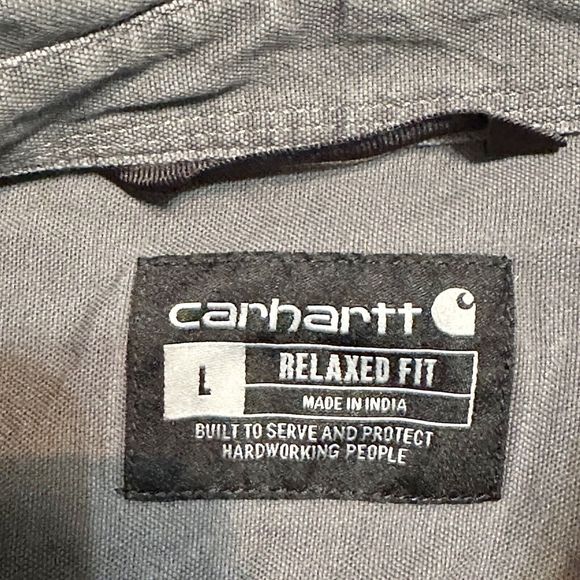 carhartt
L
RELAXED FIT
MADE IN INDIA
BUILT TO SERVE AND PROTECT
HARDWORKING PEOPLE